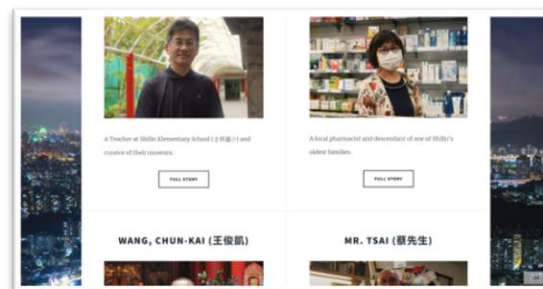 A Teacher at Shilin Elementary School (士林國小) and
curator of their museum.
FULL STORY
A local pharmacist and descendant of one of Shilin's
oldest families.
FULL STORY
WANG, CHUN-KAI (王俊凱)
MR. TSAI (蔡先生)